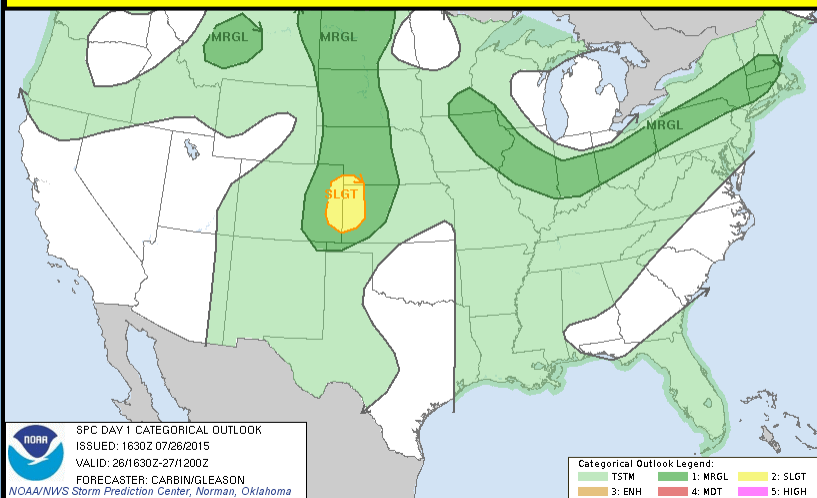 MRGL
MRGL
MRGL
SLGT
SPC DAY 1 CATEGORICAL OUTLOOK
ISSUED: 1630Z 07/26/2015
VALID: 26/1630Z-27/1200Z
FORECASTER: CARBIN/GLEASON
NOAA/NWS Storm Prediction Center, Norman, Oklahoma
NOAA
Categorical Outlook Legend:
TSTM 1: MRGL 2: SLGT
3: ENH 4: MDT 5: HIGH